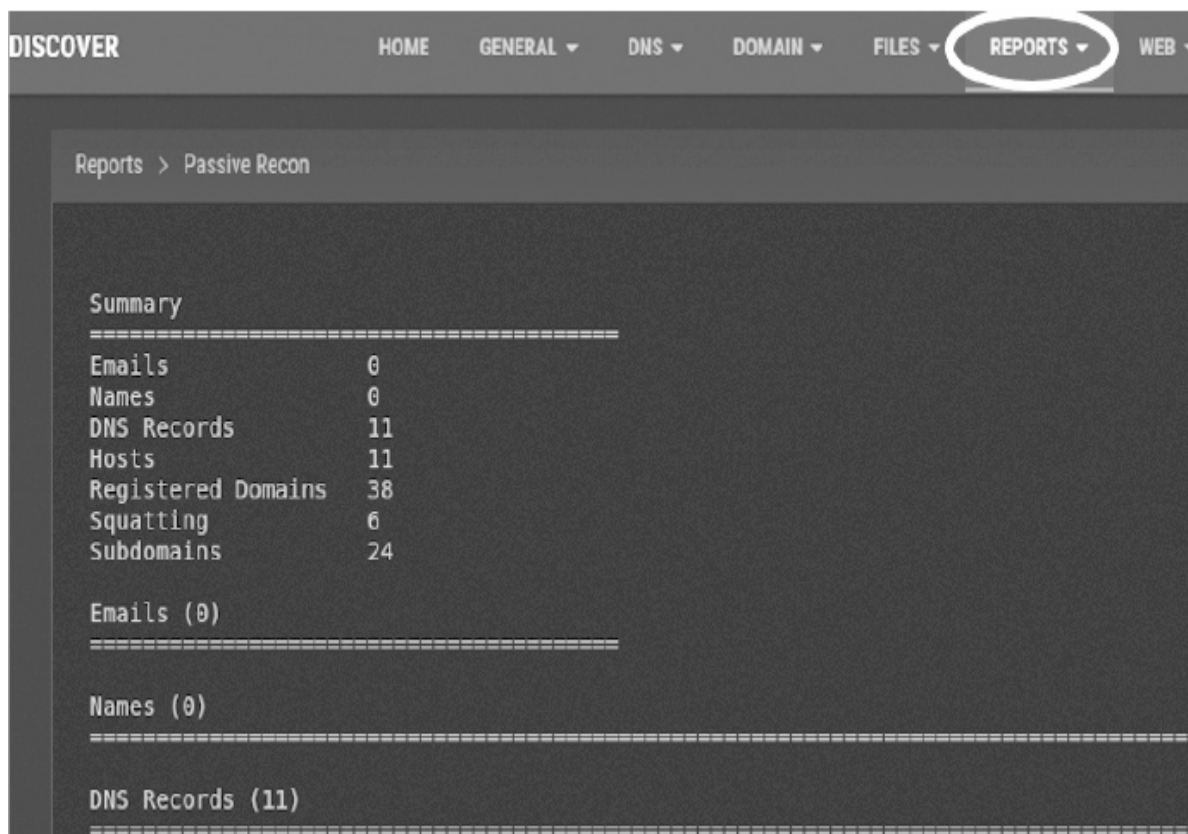 DISCOVER HOME GENERAL DNS DOMAIN FILES REPORTS WEB
Reports > Passive Recon
Summary
========================================
Emails 0
Names 0
DNS Records 11
Hosts 11
Registered Domains 38
Squatting 6
Subdomains 24
Emails (0)
========================================
Names (0)
====================================================================================
DNS Records (11)
====================================================================================